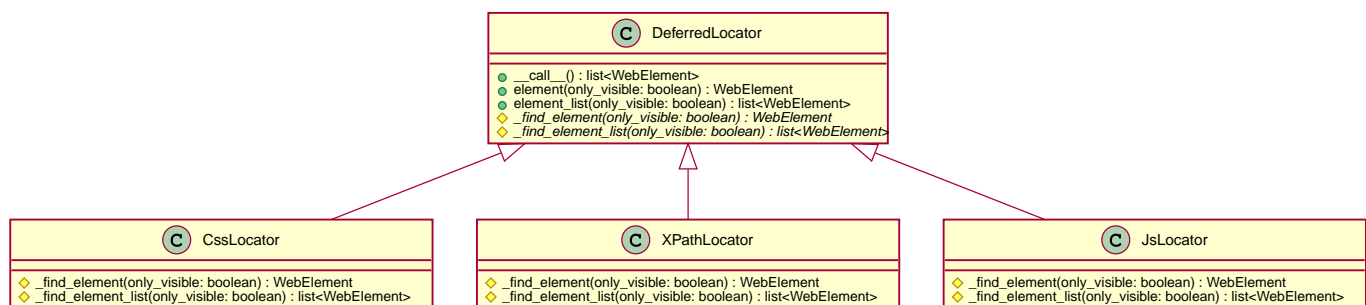 C DeferredLocator
__call__() : list<WebElement>
element(only_visible: boolean) : WebElement
element_list(only_visible: boolean) : list<WebElement>
_find_element(only_visible: boolean) : WebElement
_find_element_list(only_visible: boolean) : list<WebElement>
C CssLocator
_find_element(only_visible: boolean) : WebElement
_find_element_list(only_visible: boolean) : list<WebElement>
C XPathLocator
_find_element(only_visible: boolean) : WebElement
_find_element_list(only_visible: boolean) : list<WebElement>
C JsLocator
_find_element(only_visible: boolean) : WebElement
_find_element_list(only_visible: boolean) : list<WebElement>